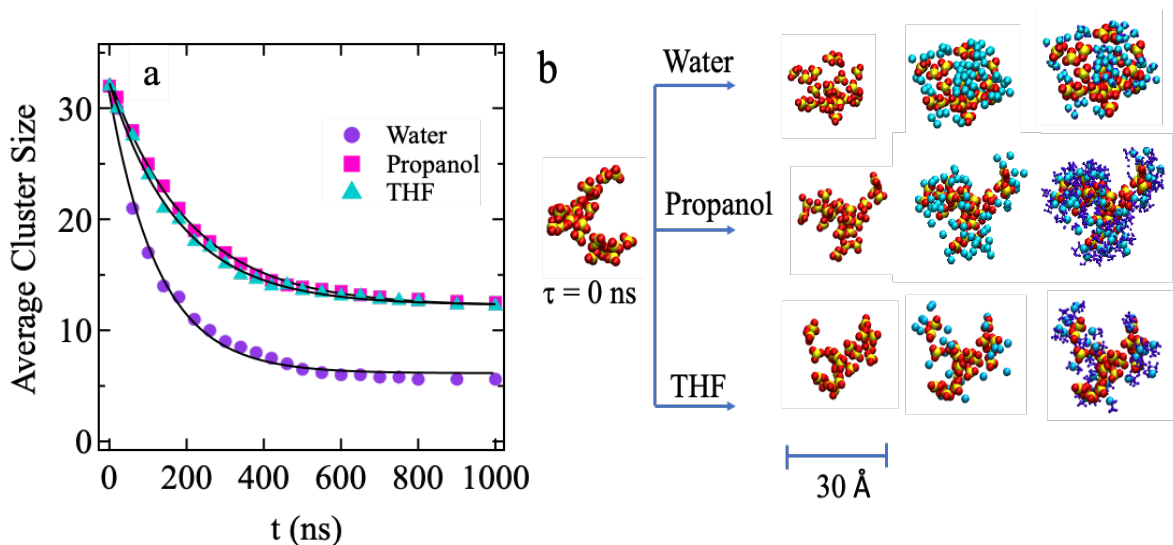 a
Average Cluster Size
30
20
10
0
0 200 400 600 800 1000
t (ns)
Water
Propanol
THF
b
τ = 0 ns
Water
Propanol
THF
30 Å